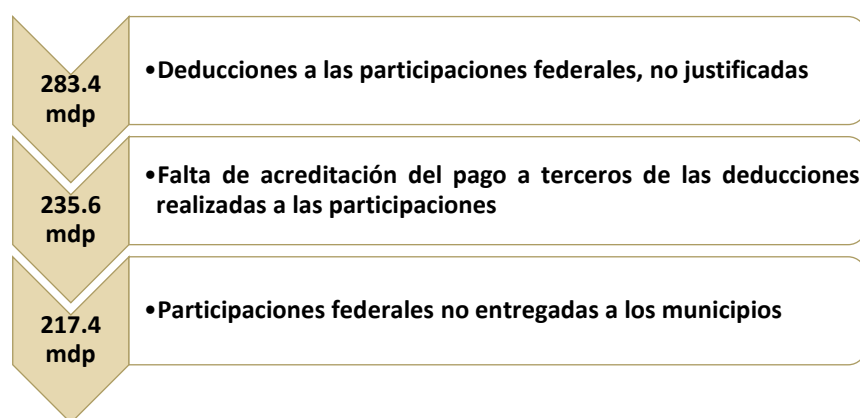 283.4
mdp
•Deducciones a las participaciones federales, no justificadas
235.6
mdp
•Falta de acreditación del pago a terceros de las deducciones
realizadas a las participaciones
217.4
mdp
•Participaciones federales no entregadas a los municipios